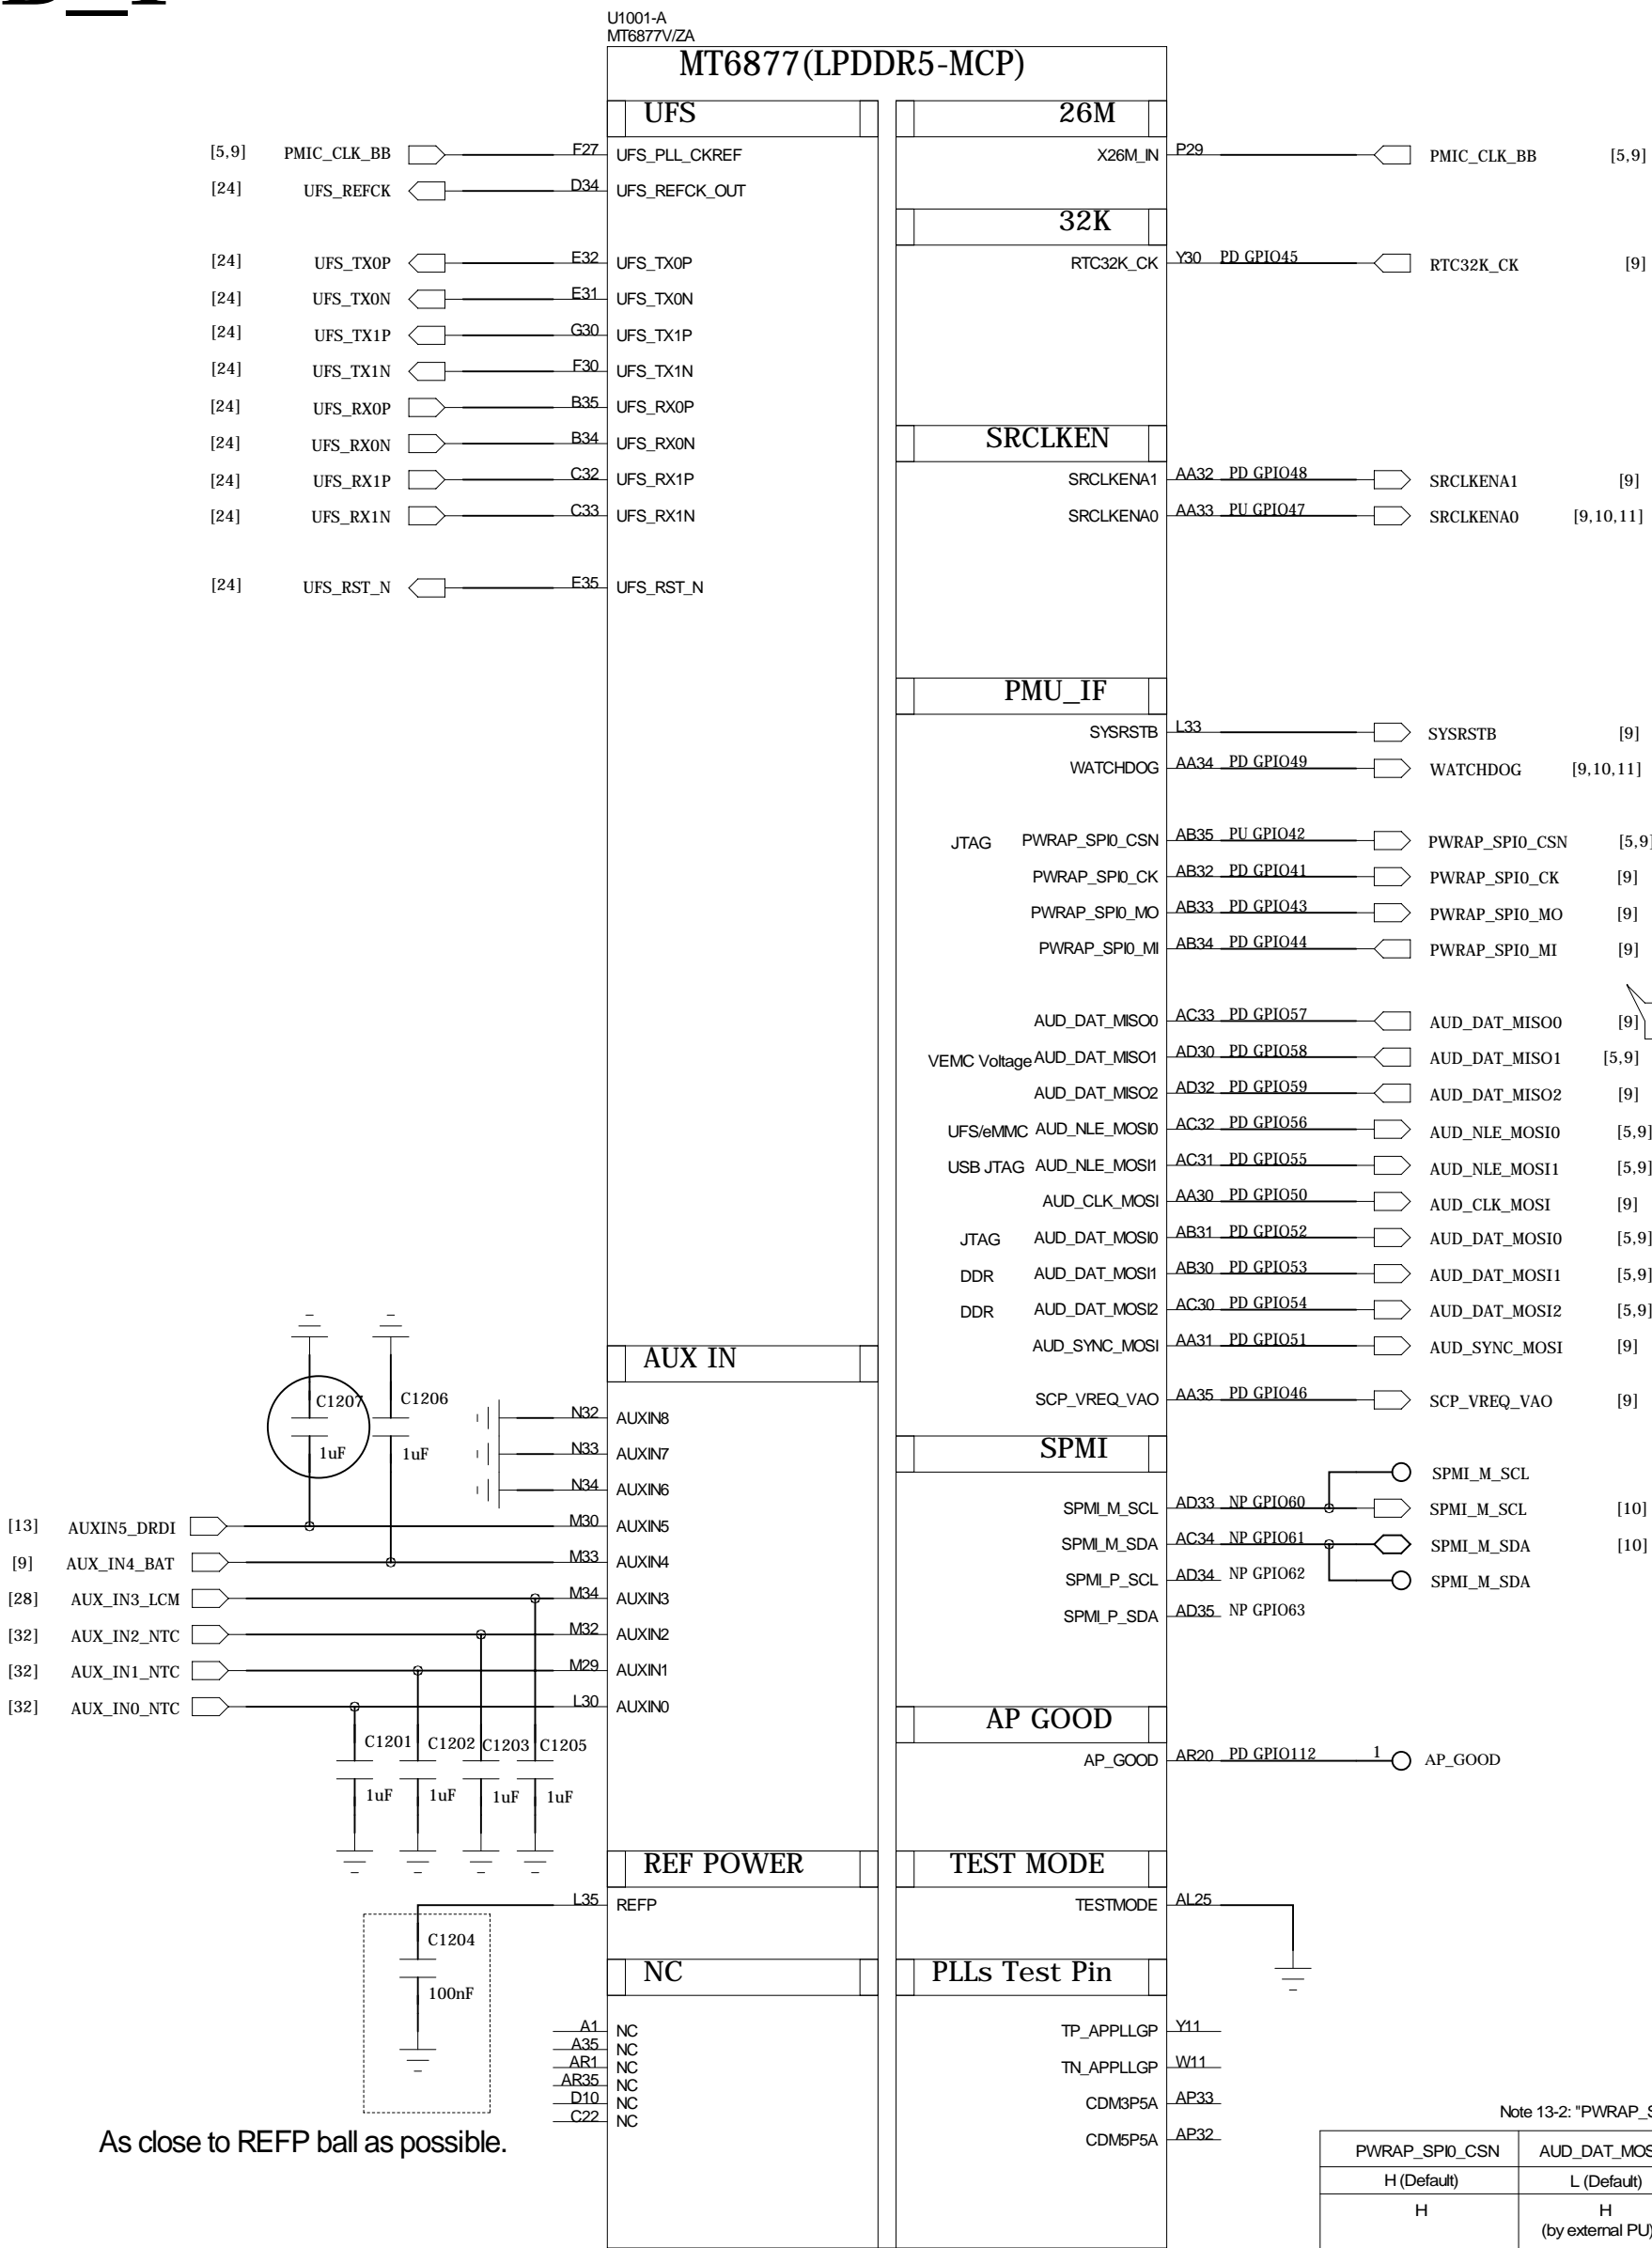 U1001-A
MT6877V/ZA
MT6877(LPDDR5-MCP)
UFS
26M
[5,9] PMIC_CLK_BB F27 UFS_PLL_CKREF
X26M_IN P29 PMIC_CLK_BB [5,9]
[24] UFS_REFCK D34 UFS_REFCK_OUT
32K
[24] UFS_TX0P E32 UFS_TX0P
RTC32K_CK Y30 PD GPIO45 RTC32K_CK [9]
[24] UFS_TX0N E31 UFS_TX0N
[24] UFS_TX1P G30 UFS_TX1P
[24] UFS_TX1N F30 UFS_TX1N
[24] UFS_RX0P B35 UFS_RX0P
[24] UFS_RX0N B34 UFS_RX0N
SRCLKEN
[24] UFS_RX1P C32 UFS_RX1P
SRCLKENA1 AA32 PD GPIO48 SRCLKENA1 [9]
[24] UFS_RX1N C33 UFS_RX1N
SRCLKENA0 AA33 PU GPIO47 SRCLKENA0 [9,10,11]
[24] UFS_RST_N E35 UFS_RST_N
PMU_IF
SYSRSTB L33 SYSRSTB [9]
WATCHDOG AA34 PD GPIO49 WATCHDOG [9,10,11]
JTAG PWRAP_SPI0_CSN AB35 PU GPIO42 PWRAP_SPI0_CSN [5,9]
PWRAP_SPI0_CK AB32 PD GPIO41 PWRAP_SPI0_CK [9]
PWRAP_SPI0_MO AB33 PD GPIO43 PWRAP_SPI0_MO [9]
PWRAP_SPI0_MI AB34 PD GPIO44 PWRAP_SPI0_MI [9]
AUD_DAT_MISO0 AC33 PD GPIO57 AUD_DAT_MISO0 [9]
VEMC Voltage AUD_DAT_MISO1 AD30 PD GPIO58 AUD_DAT_MISO1 [5,9]
AUD_DAT_MISO2 AD32 PD GPIO59 AUD_DAT_MISO2 [9]
UFS/eMMC AUD_NLE_MOSI0 AC32 PD GPIO56 AUD_NLE_MOSI0 [5,9]
USB JTAG AUD_NLE_MOSI1 AC31 PD GPIO55 AUD_NLE_MOSI1 [5,9]
AUD_CLK_MOSI AA30 PD GPIO50 AUD_CLK_MOSI [9]
JTAG AUD_DAT_MOSI0 AB31 PD GPIO52 AUD_DAT_MOSI0 [5,9]
DDR AUD_DAT_MOSI1 AB30 PD GPIO53 AUD_DAT_MOSI1 [5,9]
DDR AUD_DAT_MOSI2 AC30 PD GPIO54 AUD_DAT_MOSI2 [5,9]
AUD_SYNC_MOSI AA31 PD GPIO51 AUD_SYNC_MOSI [9]
AUX IN
SCP_VREQ_VAO AA35 PD GPIO46 SCP_VREQ_VAO [9]
C1207 C1206
1uF 1uF
N32 AUXIN8
N33 AUXIN7
N34 AUXIN6
SPMI
SPMI_M_SCL
[13] AUXIN5_DRDI M30 AUXIN5
SPMI_M_SCL AD33 NP GPIO60 SPMI_M_SCL [10]
[9] AUX_IN4_BAT M33 AUXIN4
SPMI_M_SDA AC34 NP GPIO61 SPMI_M_SDA [10]
SPMI_P_SCL AD34 NP GPIO62 SPMI_M_SDA
[28] AUX_IN3_LCM M34 AUXIN3
SPMI_P_SDA AD35 NP GPIO63
[32] AUX_IN2_NTC M32 AUXIN2
[32] AUX_IN1_NTC M29 AUXIN1
[32] AUX_IN0_NTC L30 AUXIN0
C1201 C1202 C1203 C1205
1uF 1uF 1uF 1uF
AP GOOD
AP_GOOD AR20 PD GPIO112 1 AP_GOOD
REF POWER
TEST MODE
L35 REFP
TESTMODE AL25
C1204
100nF
NC
PLLs Test Pin
A1 NC
A35 NC
AR1 NC
AR35 NC
D10 NC
C22 NC
TP_APPLLGP Y11
TN_APPLLGP W11
CDM3P5A AP33
CDM5P5A AP32
As close to REFP ball as possible.
Note 13-2: "PWRAP_S
PWRAP_SPI0_CSN AUD_DAT_MOS
H (Default) L (Default)
H H
(by external PU)